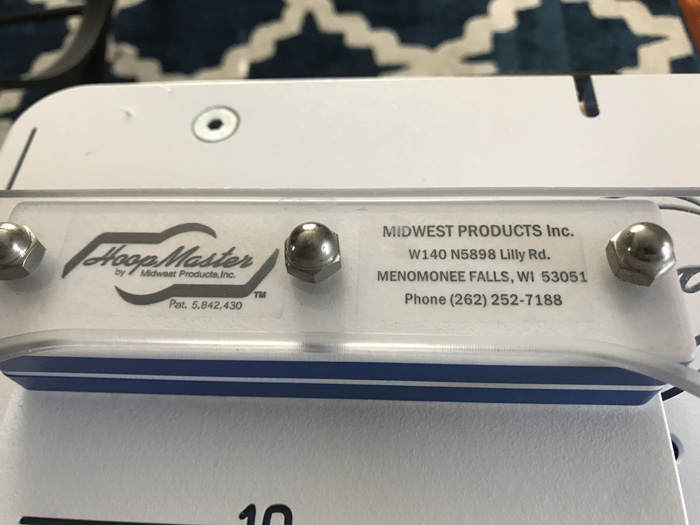 HoopMaster
by Midwest Products, Inc.
TM
Pat. 5,842,430
MIDWEST PRODUCTS Inc.
W140 N5898 Lilly Rd.
MENOMONEE FALLS, WI 53051
Phone (262) 252-7188
10